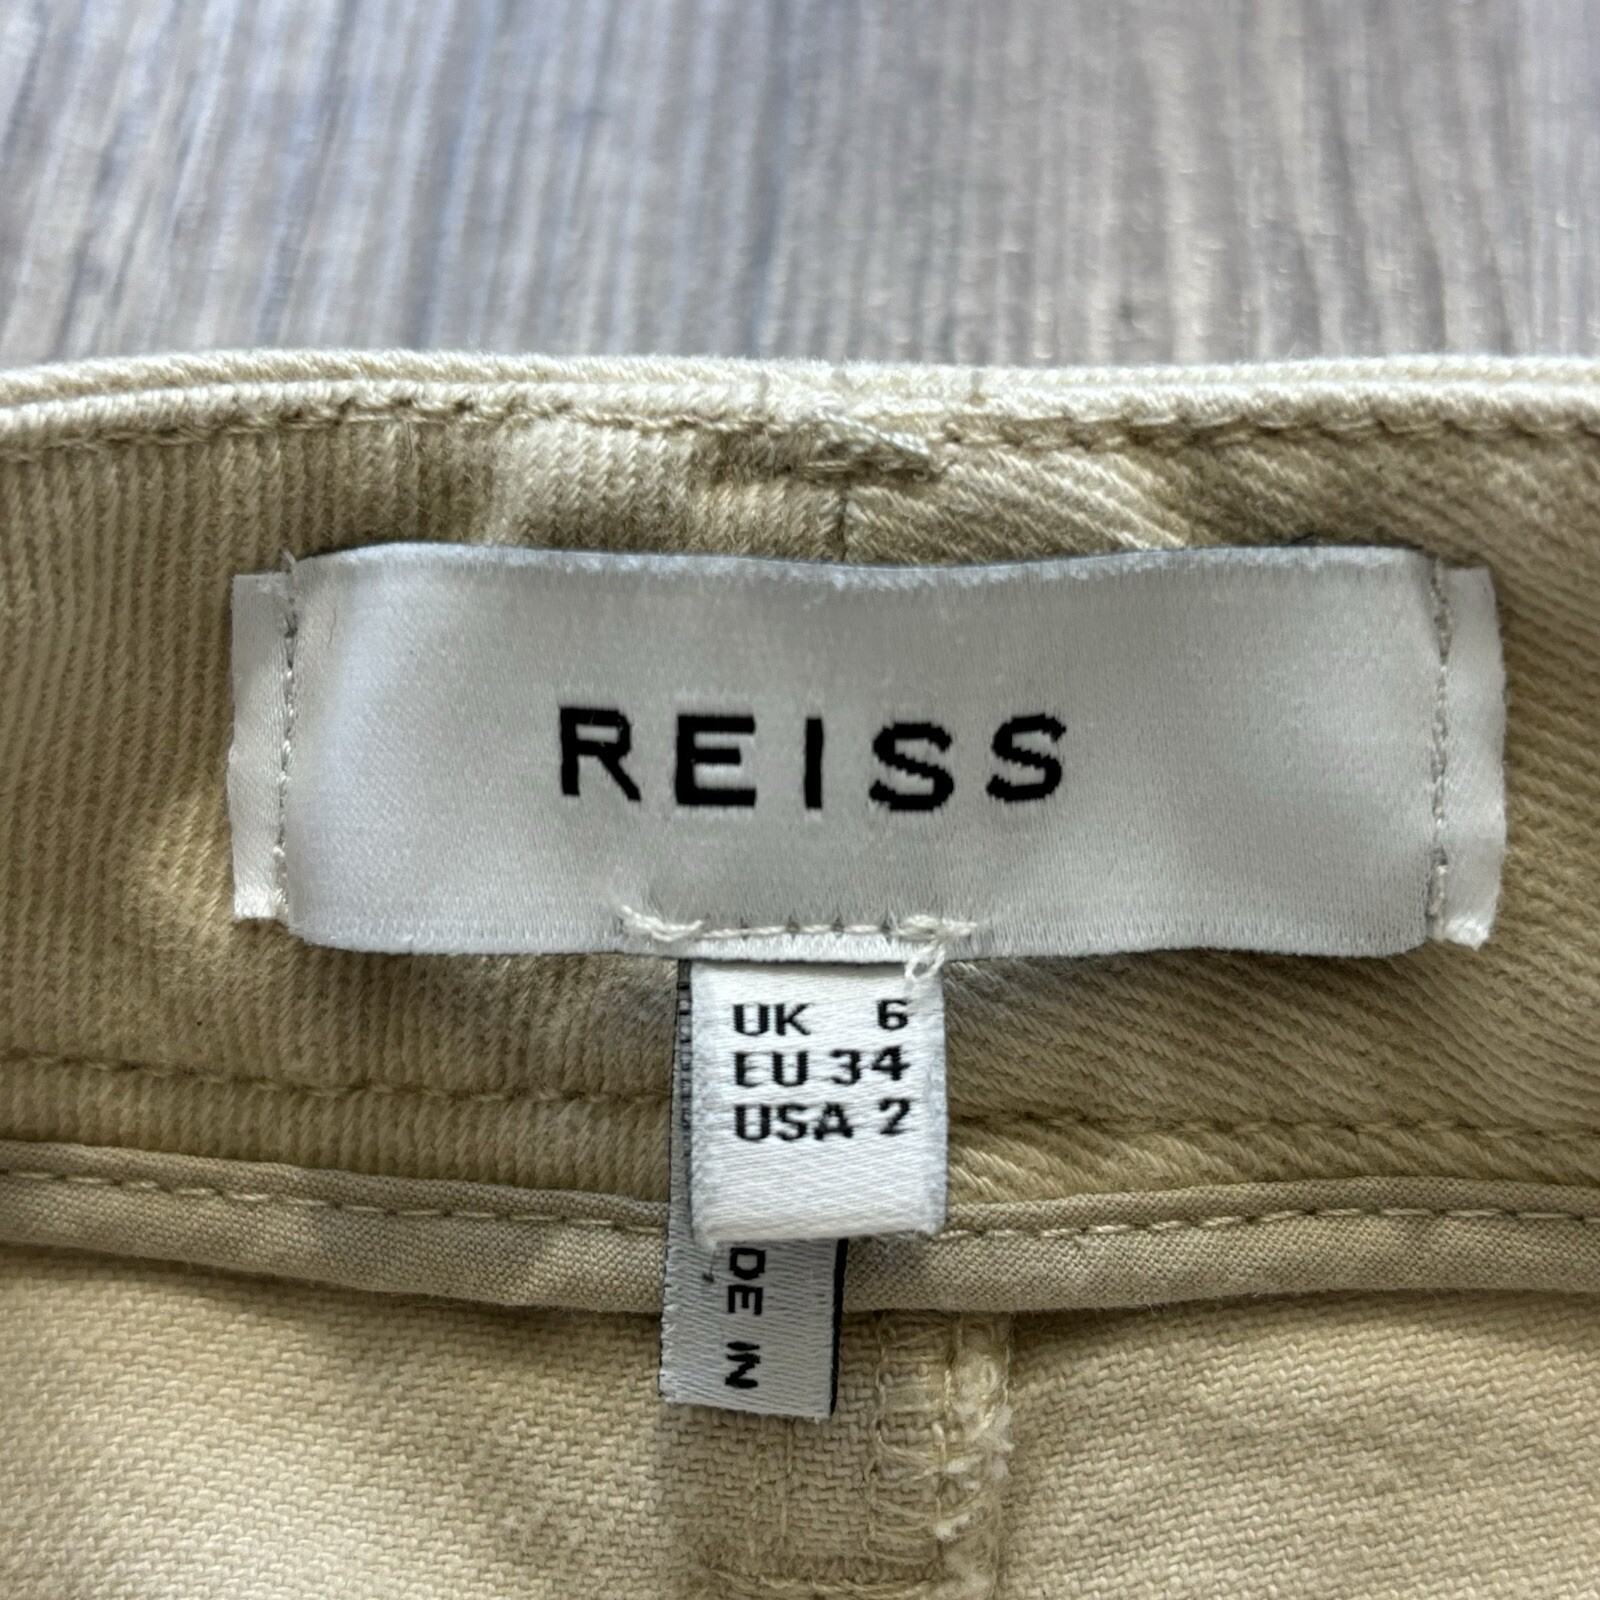 REISS
UK 6
EU 34
USA 2
DE IN